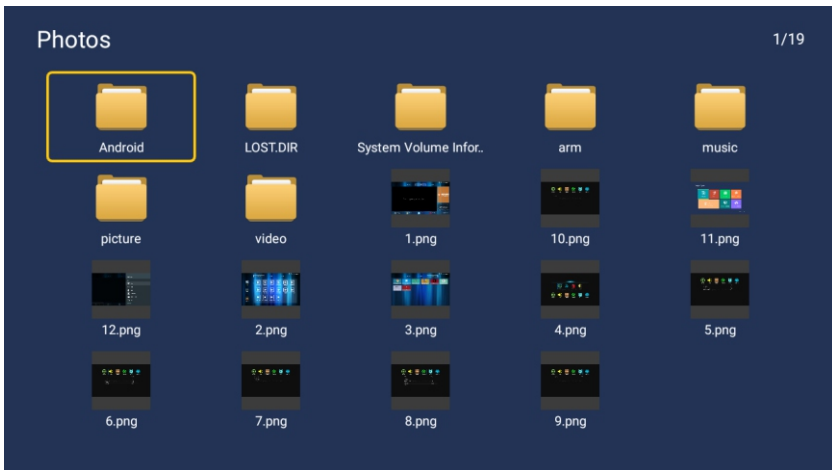 Photos 1/19
Android LOST.DIR System Volume Infor.. arm music
picture video 1.png 10.png 11.png
12.png 2.png 3.png 4.png 5.png
6.png 7.png 8.png 9.png